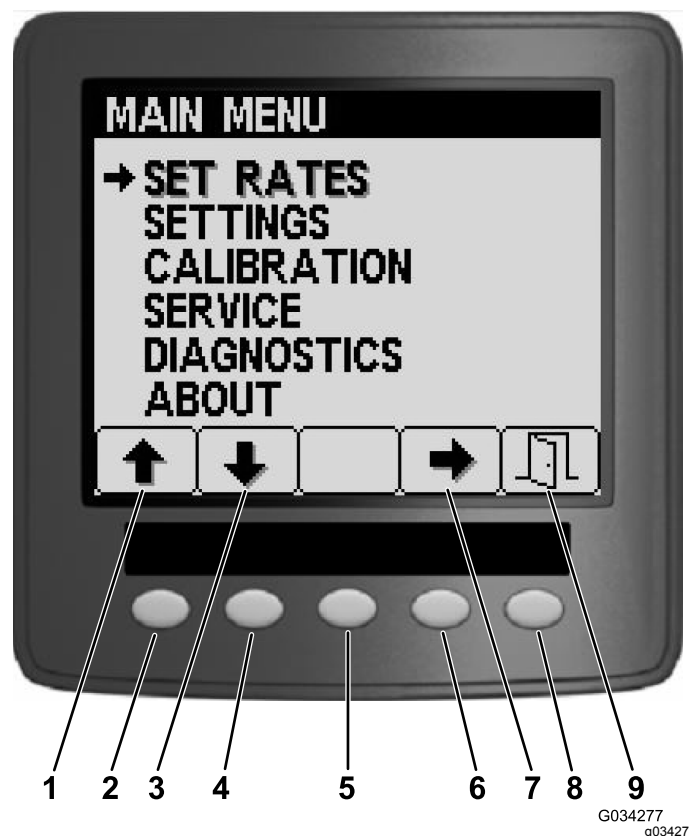 MAIN MENU
SET RATES
SETTINGS
CALIBRATION
SERVICE
DIAGNOSTICS
ABOUT
1 2 3 4 5 6 7 8 9
G034277
g03427